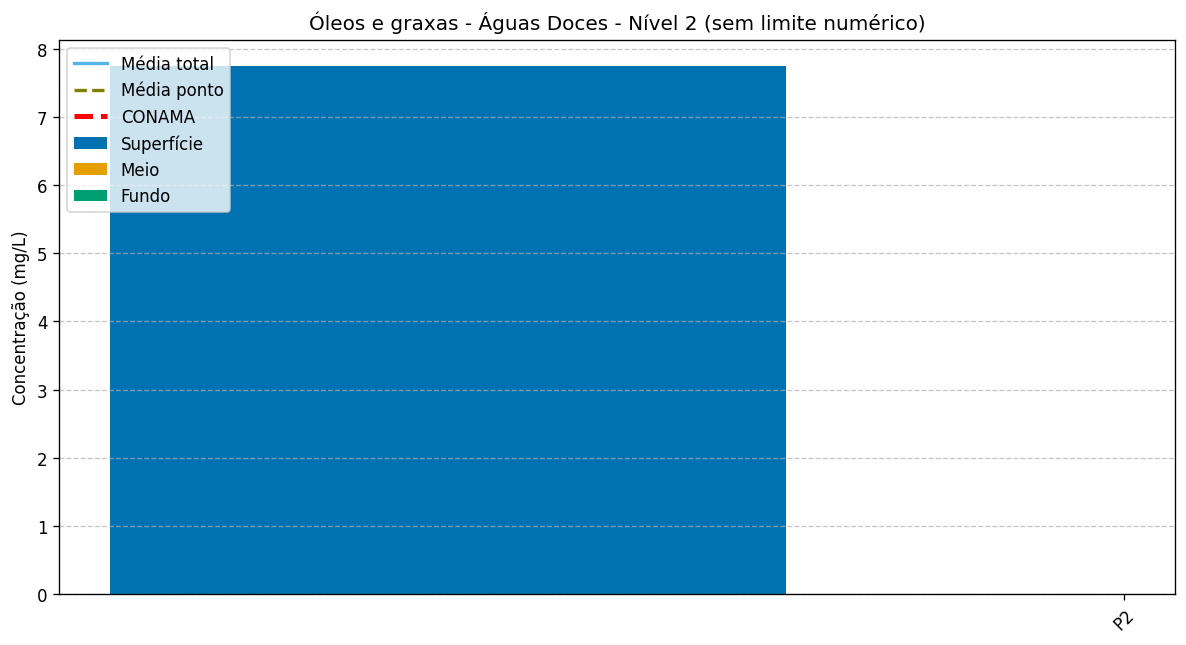 Óleos e graxas - Águas Doces - Nível 2 (sem limite numérico)
8
7
6
5
4
3
2
1
0
Concentração (mg/L)
Média total
Média ponto
CONAMA
Superfície
Meio
Fundo
P2